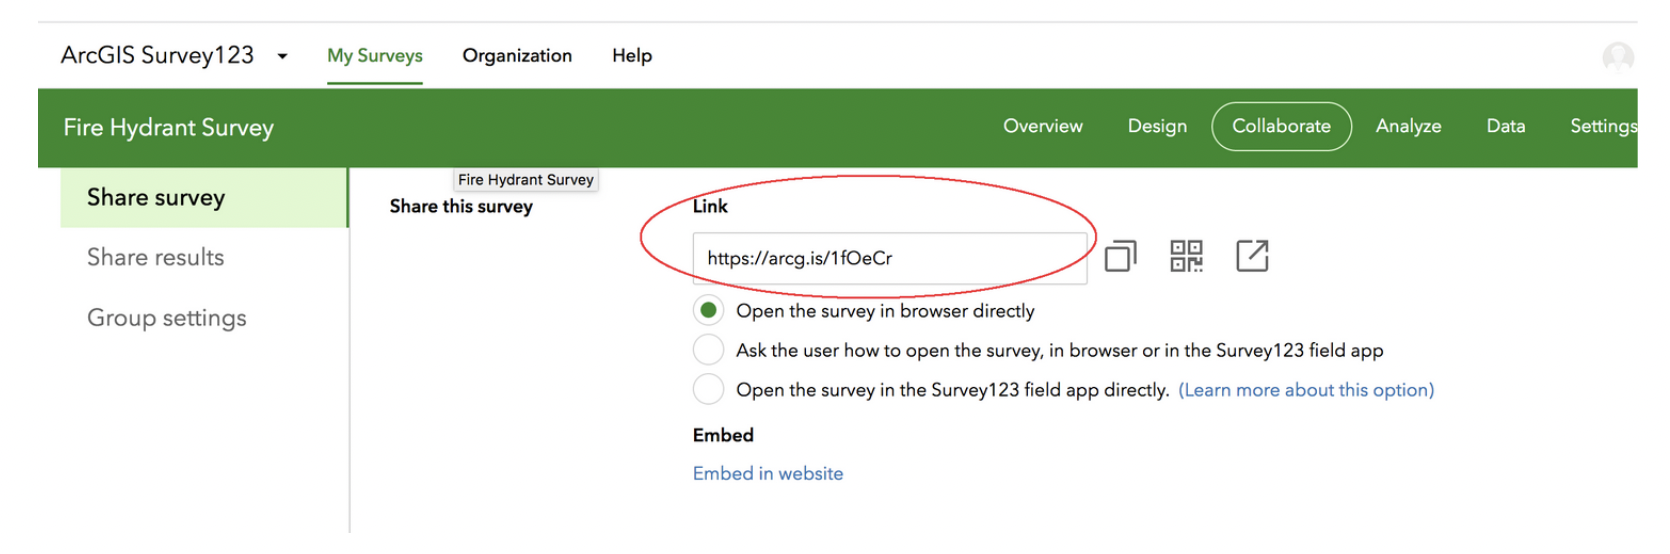 ArcGIS Survey123 My Surveys Organization Help
Fire Hydrant Survey Overview Design Collaborate Analyze Data Settings
Share survey
Share results
Group settings
Fire Hydrant Survey
Share this survey
Link
https://arcg.is/1fOeCr
Open the survey in browser directly
Ask the user how to open the survey, in browser or in the Survey123 field app
Open the survey in the Survey123 field app directly. (Learn more about this option)
Embed
Embed in website